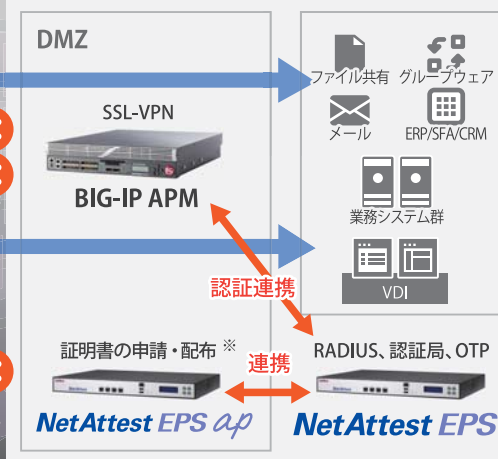 DMZ
SSL-VPN
BIG-IP APM
ファイル共有
グループウェア
メール
ERP/SFA/CRM
業務システム群
VDI
認証連携
証明書の申請・配布 ※
連携
RADIUS、認証局、OTP
NetAttest EPS ap
NetAttest EPS